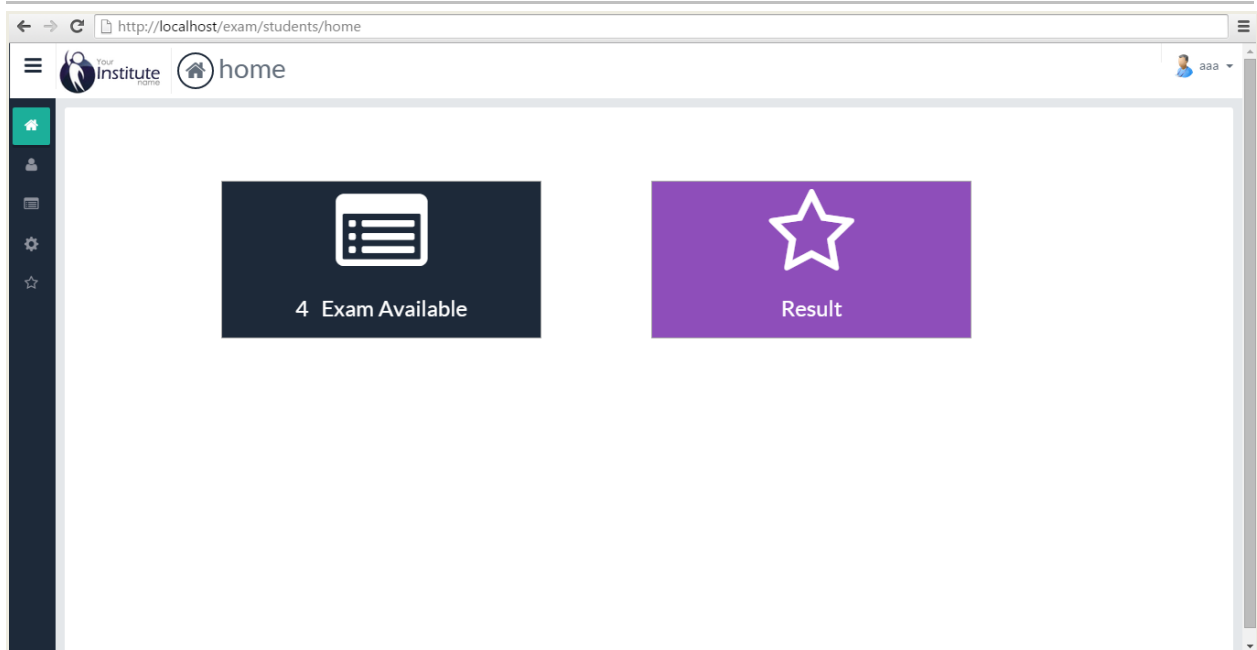 http://localhost/exam/students/home
Your
Institute
name
home
aaa
4 Exam Available
Result